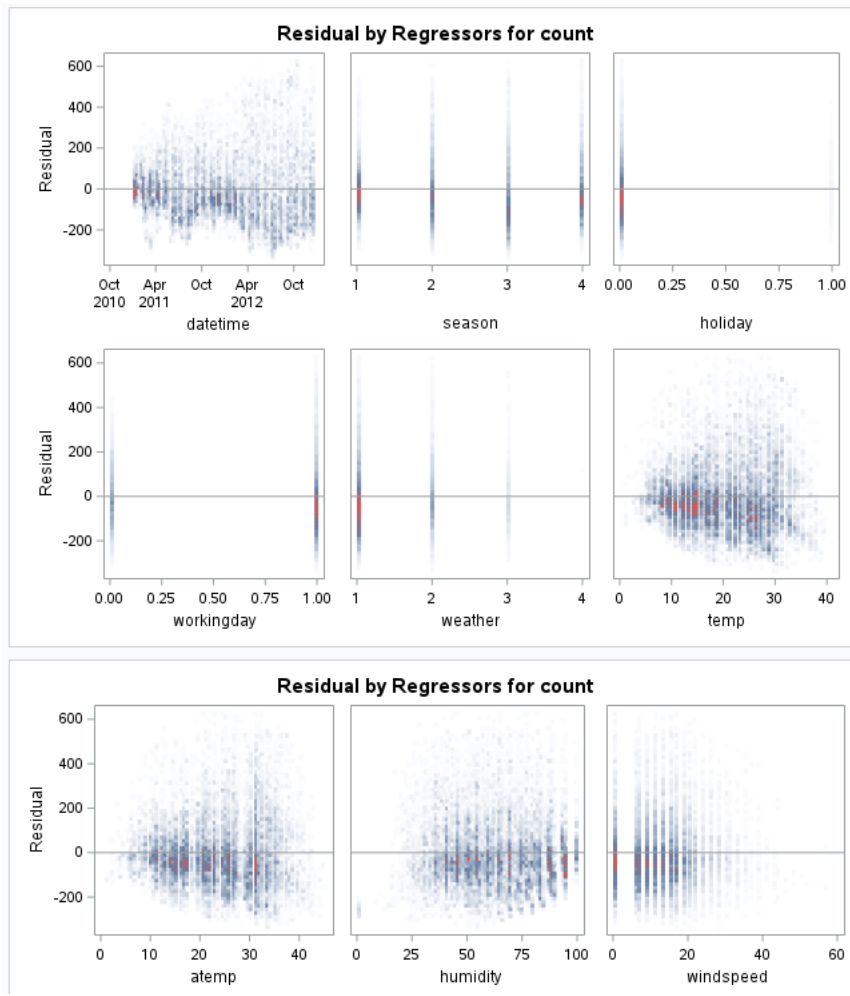 Residual by Regressors for count
600
400
200
0
-200
Residual
Oct 2010
Apr 2011
Oct
Apr 2012
Oct
datetime
1 2 3 4
season
0.00 0.25 0.50 0.75 1.00
holiday
600
400
200
0
-200
Residual
0.00 0.25 0.50 0.75 1.00
workingday
1 2 3 4
weather
0 10 20 30 40
temp
Residual by Regressors for count
600
400
200
0
-200
Residual
0 10 20 30 40
atemp
0 25 50 75 100
humidity
0 20 40 60
windspeed